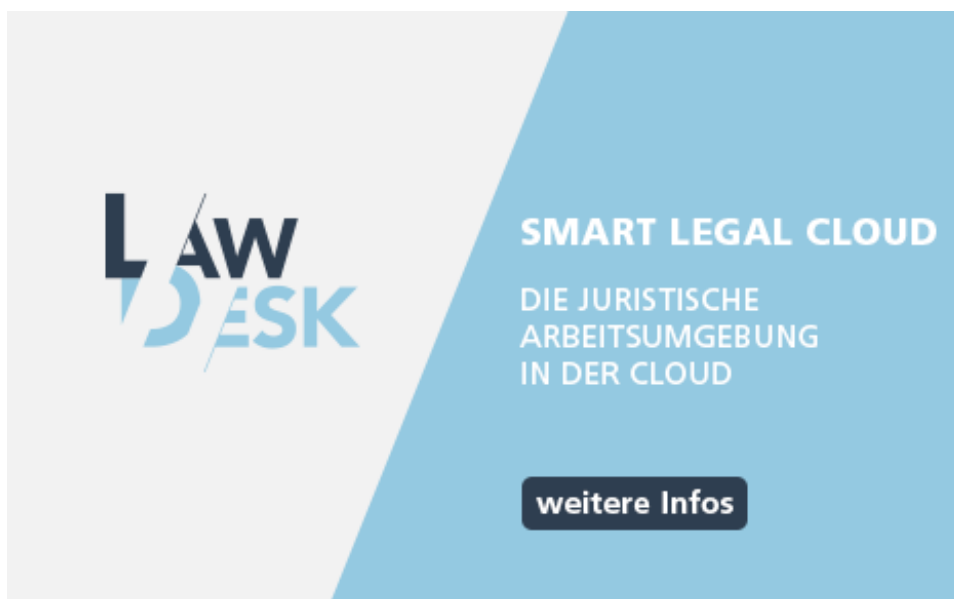 LAW
DESK
SMART LEGAL CLOUD
DIE JURISTISCHE
ARBEITSUMGEBUNG
IN DER CLOUD
weitere Infos